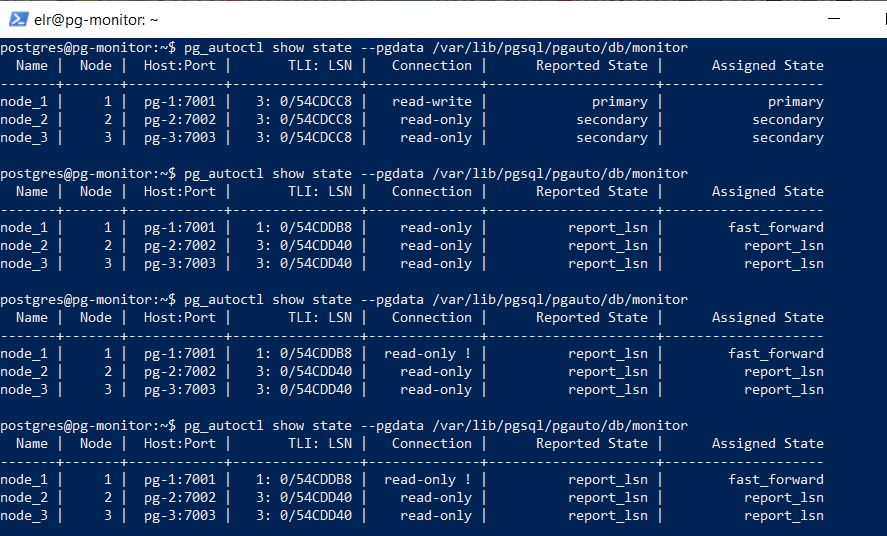 elr@pg-monitor: ~
postgres@pg-monitor:~$ pg_autoctl show state --pgdata /var/lib/pgsql/pgauto/db/monitor
  Name |  Node |  Host:Port |       TLI: LSN |   Connection |      Reported State |      Assigned State
-------+-------+------------+----------------+--------------+---------------------+--------------------
node_1 |     1 |  pg-1:7001 |   3: 0/54CDCC8 |   read-write |             primary |             primary
node_2 |     2 |  pg-2:7002 |   3: 0/54CDCC8 |    read-only |           secondary |           secondary
node_3 |     3 |  pg-3:7003 |   3: 0/54CDCC8 |    read-only |           secondary |           secondary
postgres@pg-monitor:~$ pg_autoctl show state --pgdata /var/lib/pgsql/pgauto/db/monitor
  Name |  Node |  Host:Port |       TLI: LSN |   Connection |      Reported State |      Assigned State
-------+-------+------------+----------------+--------------+---------------------+--------------------
node_1 |     1 |  pg-1:7001 |   1: 0/54CDDB8 |    read-only |          report_lsn |        fast_forward
node_2 |     2 |  pg-2:7002 |   3: 0/54CDD40 |    read-only |          report_lsn |          report_lsn
node_3 |     3 |  pg-3:7003 |   3: 0/54CDD40 |    read-only |          report_lsn |          report_lsn
postgres@pg-monitor:~$ pg_autoctl show state --pgdata /var/lib/pgsql/pgauto/db/monitor
  Name |  Node |  Host:Port |       TLI: LSN |   Connection |      Reported State |      Assigned State
-------+-------+------------+----------------+--------------+---------------------+--------------------
node_1 |     1 |  pg-1:7001 |   1: 0/54CDDB8 |  read-only ! |          report_lsn |        fast_forward
node_2 |     2 |  pg-2:7002 |   3: 0/54CDD40 |    read-only |          report_lsn |          report_lsn
node_3 |     3 |  pg-3:7003 |   3: 0/54CDD40 |    read-only |          report_lsn |          report_lsn
postgres@pg-monitor:~$ pg_autoctl show state --pgdata /var/lib/pgsql/pgauto/db/monitor
  Name |  Node |  Host:Port |       TLI: LSN |   Connection |      Reported State |      Assigned State
-------+-------+------------+----------------+--------------+---------------------+--------------------
node_1 |     1 |  pg-1:7001 |   1: 0/54CDDB8 |  read-only ! |          report_lsn |        fast_forward
node_2 |     2 |  pg-2:7002 |   3: 0/54CDD40 |    read-only |          report_lsn |          report_lsn
node_3 |     3 |  pg-3:7003 |   3: 0/54CDD40 |    read-only |          report_lsn |          report_lsn